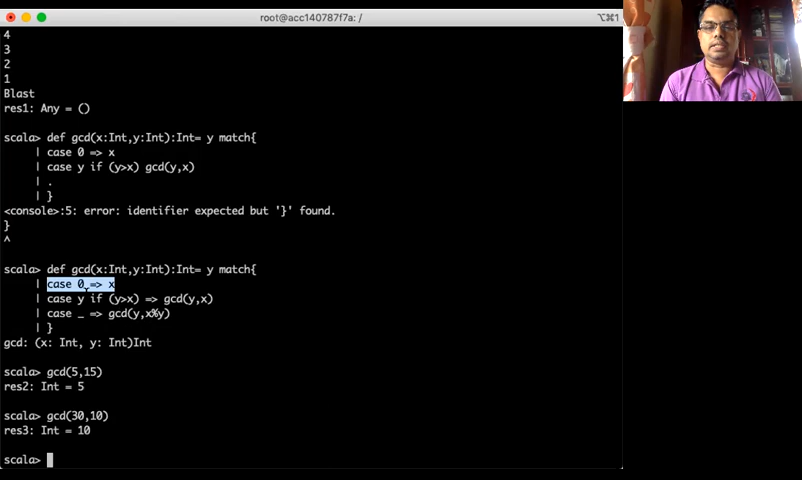 root@acc140787f7a: /
⌥⌘1
4
3
2
1
Blast
res1: Any = ()
scala> def gcd(x:Int,y:Int):Int= y match{
| case 0 => x
| case y if (y>x) gcd(y,x)
| .
| }
<console>:5: error: identifier expected but '}' found.
}
^
scala> def gcd(x:Int,y:Int):Int= y match{
| case 0 => x
| case y if (y>x) => gcd(y,x)
| case _ => gcd(y,x%y)
| }
gcd: (x: Int, y: Int)Int
scala> gcd(5,15)
res2: Int = 5
scala> gcd(30,10)
res3: Int = 10
scala>